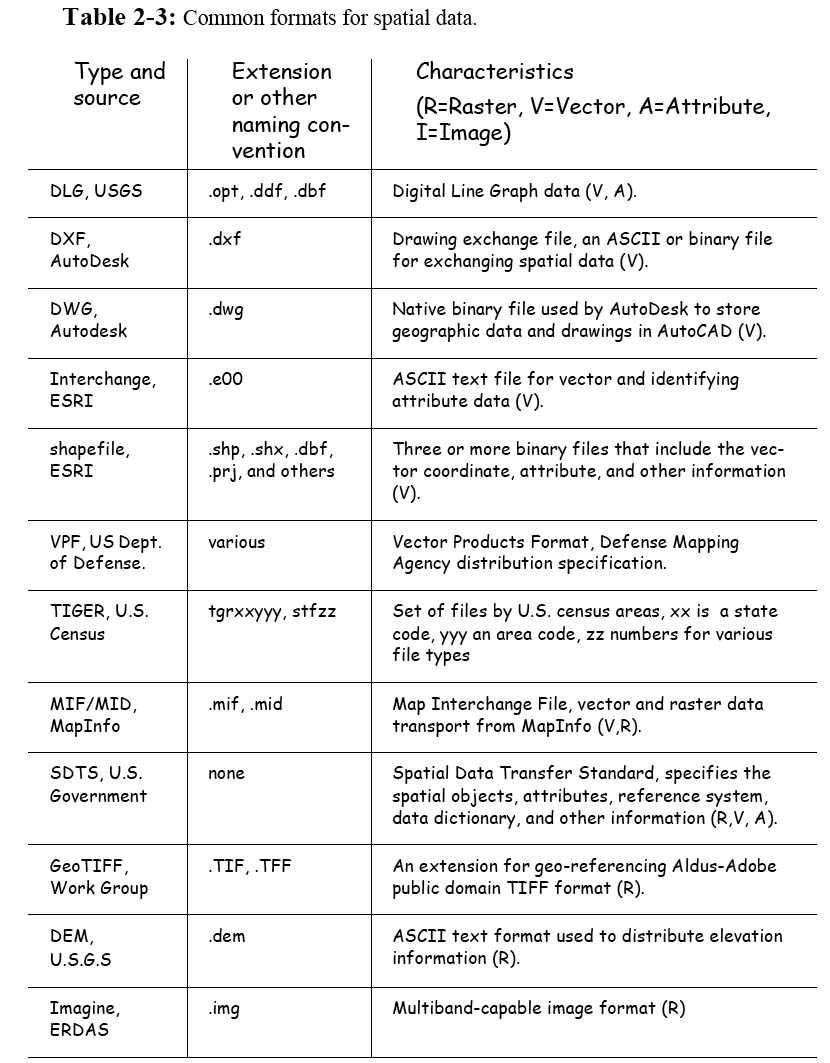 Table 2-3: Common formats for spatial data.
Type and
source
Extension
or other
naming con-
vention
Characteristics
(R=Raster, V=Vector, A=Attribute,
I=Image)
DLG, USGS
.opt, .ddf, .dbf
Digital Line Graph data (V, A).
DXF,
AutoDesk
.dxf
Drawing exchange file, an ASCII or binary file
for exchanging spatial data (V).
DWG,
Autodesk
.dwg
Native binary file used by AutoDesk to store
geographic data and drawings in AutoCAD (V).
Interchange,
ESRI
.e00
ASCII text file for vector and identifying
attribute data (V).
shapefile,
ESRI
.shp, .shx, .dbf,
.prj, and others
Three or more binary files that include the vec-
tor coordinate, attribute, and other information
(V).
VPF, US Dept.
of Defense.
various
Vector Products Format, Defense Mapping
Agency distribution specification.
TIGER, U.S.
Census
tgrxxyyy, stfzz
Set of files by U.S. census areas, xx is a state
code, yyy an area code, zz numbers for various
file types
MIF/MID,
MapInfo
.mif, .mid
Map Interchange File, vector and raster data
transport from MapInfo (V,R).
SDTS, U.S.
Government
none
Spatial Data Transfer Standard, specifies the
spatial objects, attributes, reference system,
data dictionary, and other information (R,V, A).
GeoTIFF,
Work Group
.TIF, .TFF
An extension for geo-referencing Aldus-Adobe
public domain TIFF format (R).
DEM,
U.S.G.S
.dem
ASCII text format used to distribute elevation
information (R).
Imagine,
ERDAS
.img
Multiband-capable image format (R)